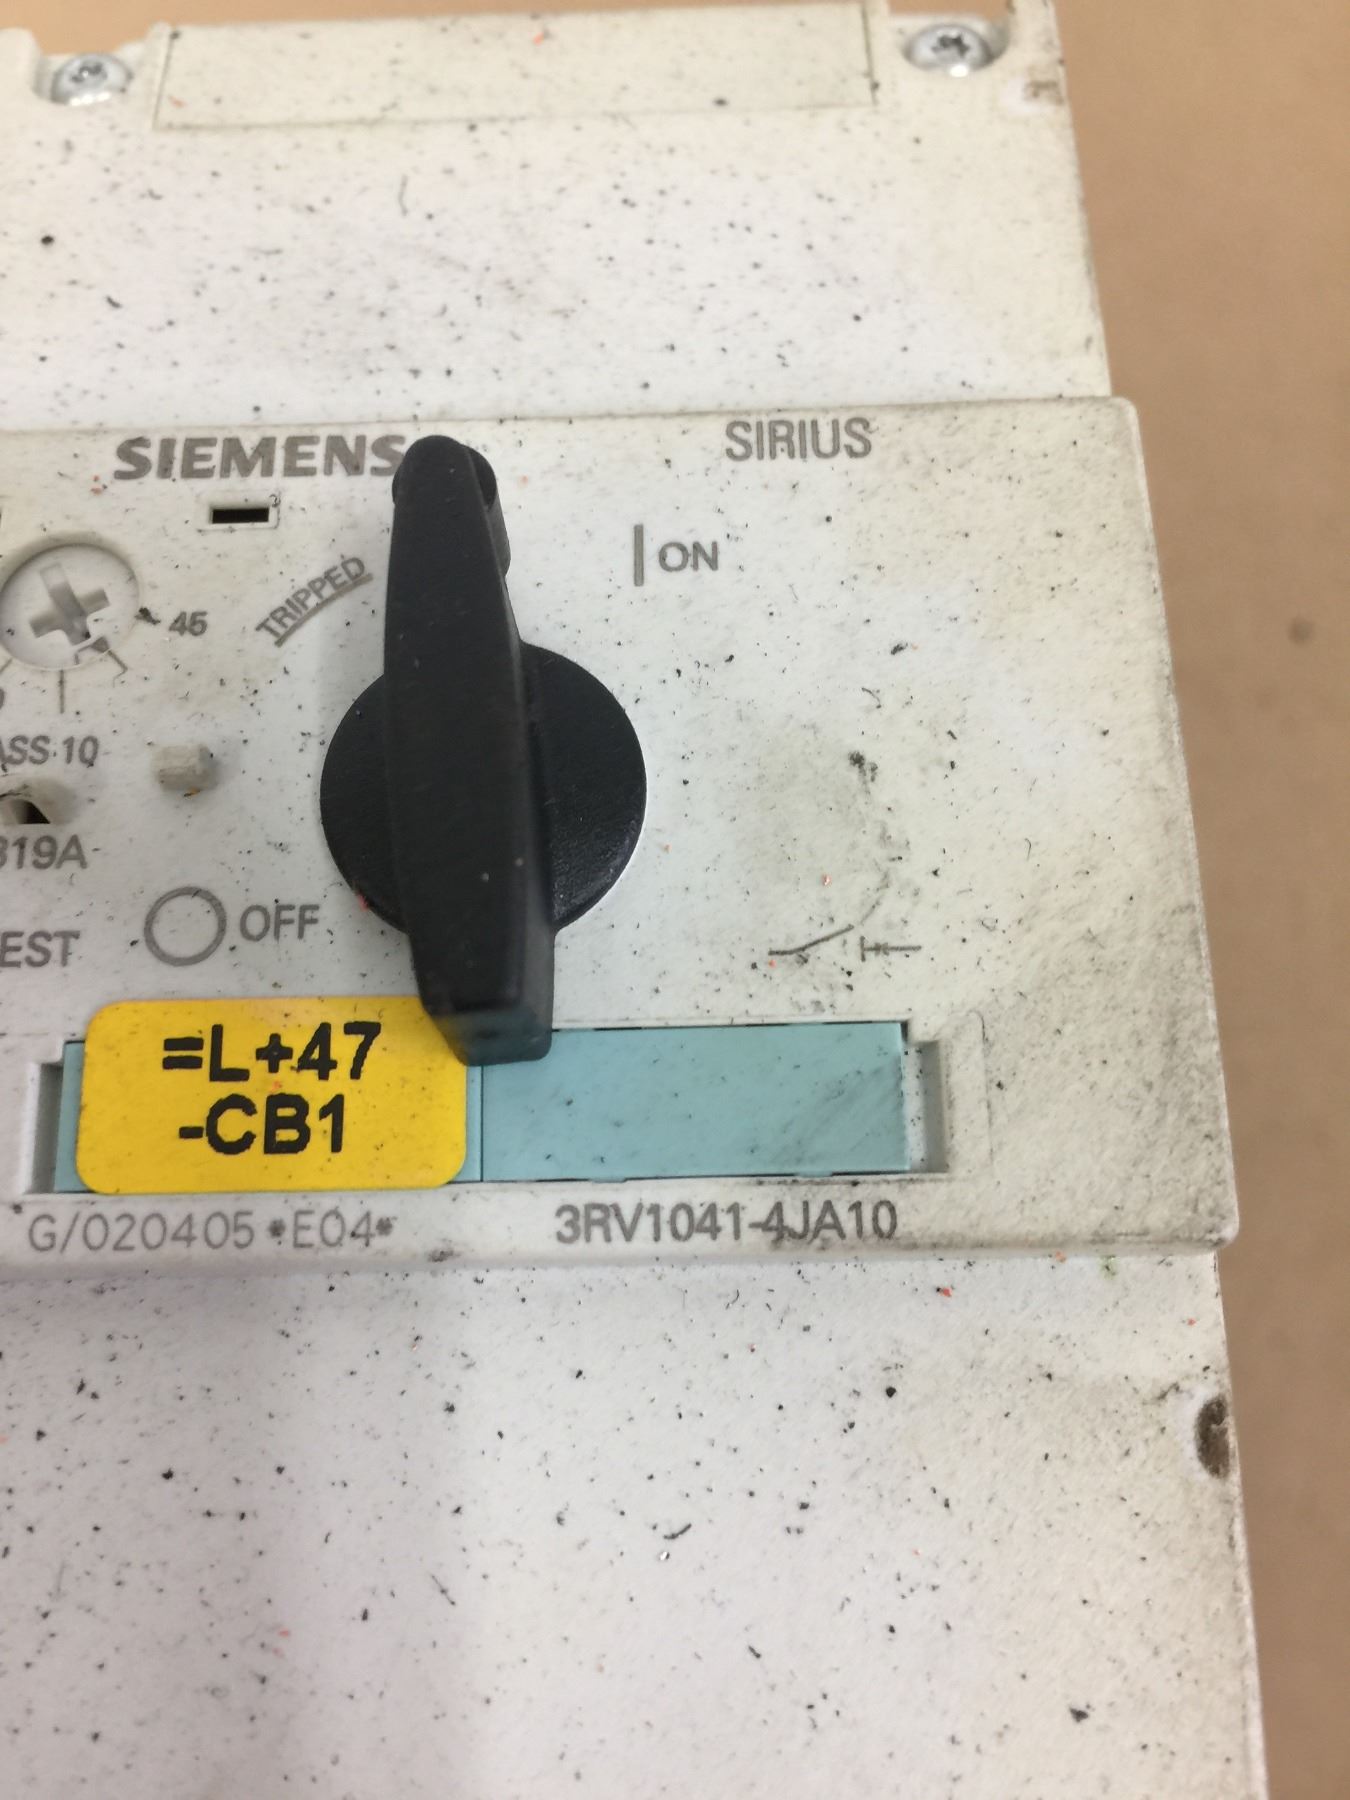 SIEMENS
SIRIUS
TRIPPED
| ON
45
ASS 10
319A
EST
OFF
=L+47
-CB1
G/020405 *E04*
3RV1041-4JA10